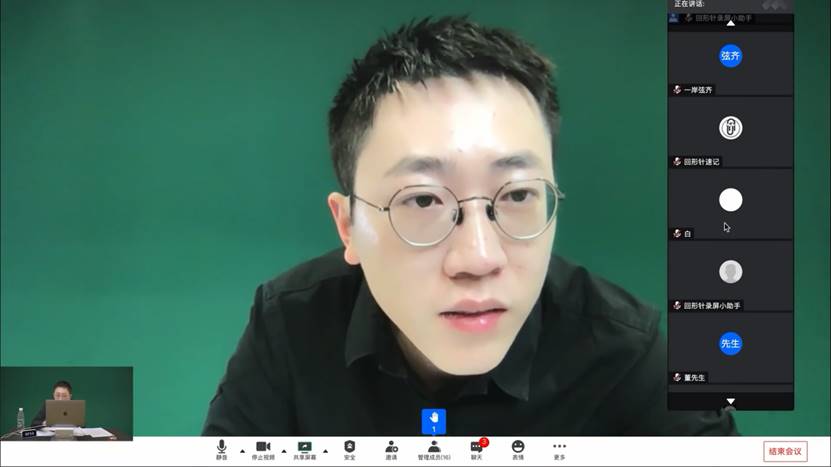 正在讲话:
回形针录屏小助手
弦齐
一岸弦齐
回形针速记
白
回形针录屏小助手
先生
董先生
1
3
静音
停止视频
共享屏幕
安全
邀请
管理成员(16)
聊天
表情
更多
结束会议